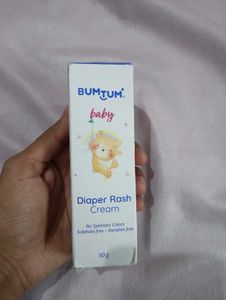 BUMTUM
baby
Diaper Rash
Cream
No Synthetic Colors
Sulphate free • Paraben free
50 g